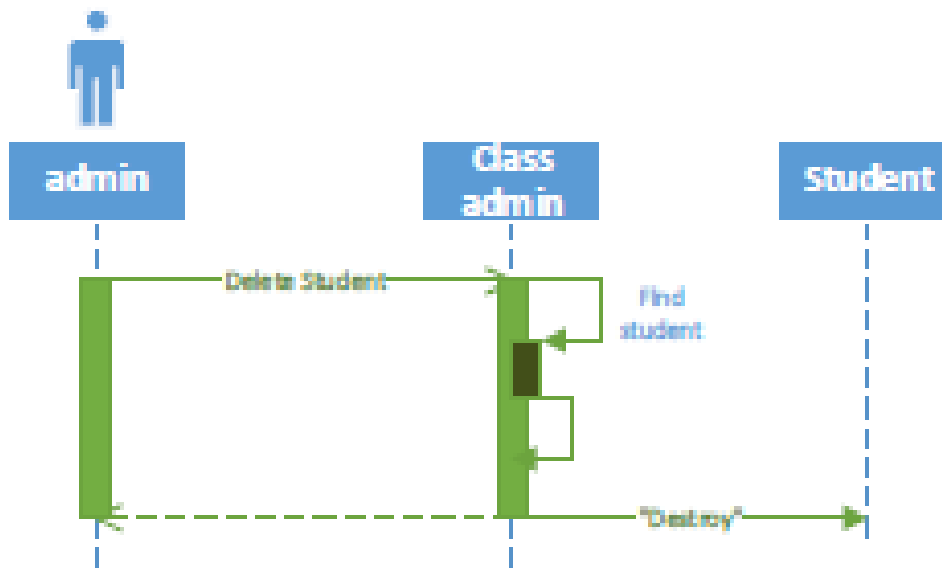 admin
Class
admin
Student
Delete Student
Find
student
"Destroy"